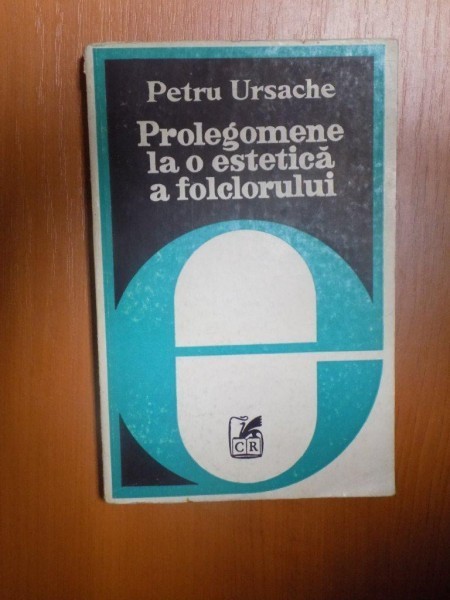 Petru Ursache
Prolegomene
la o estetică
a folclorului
CR